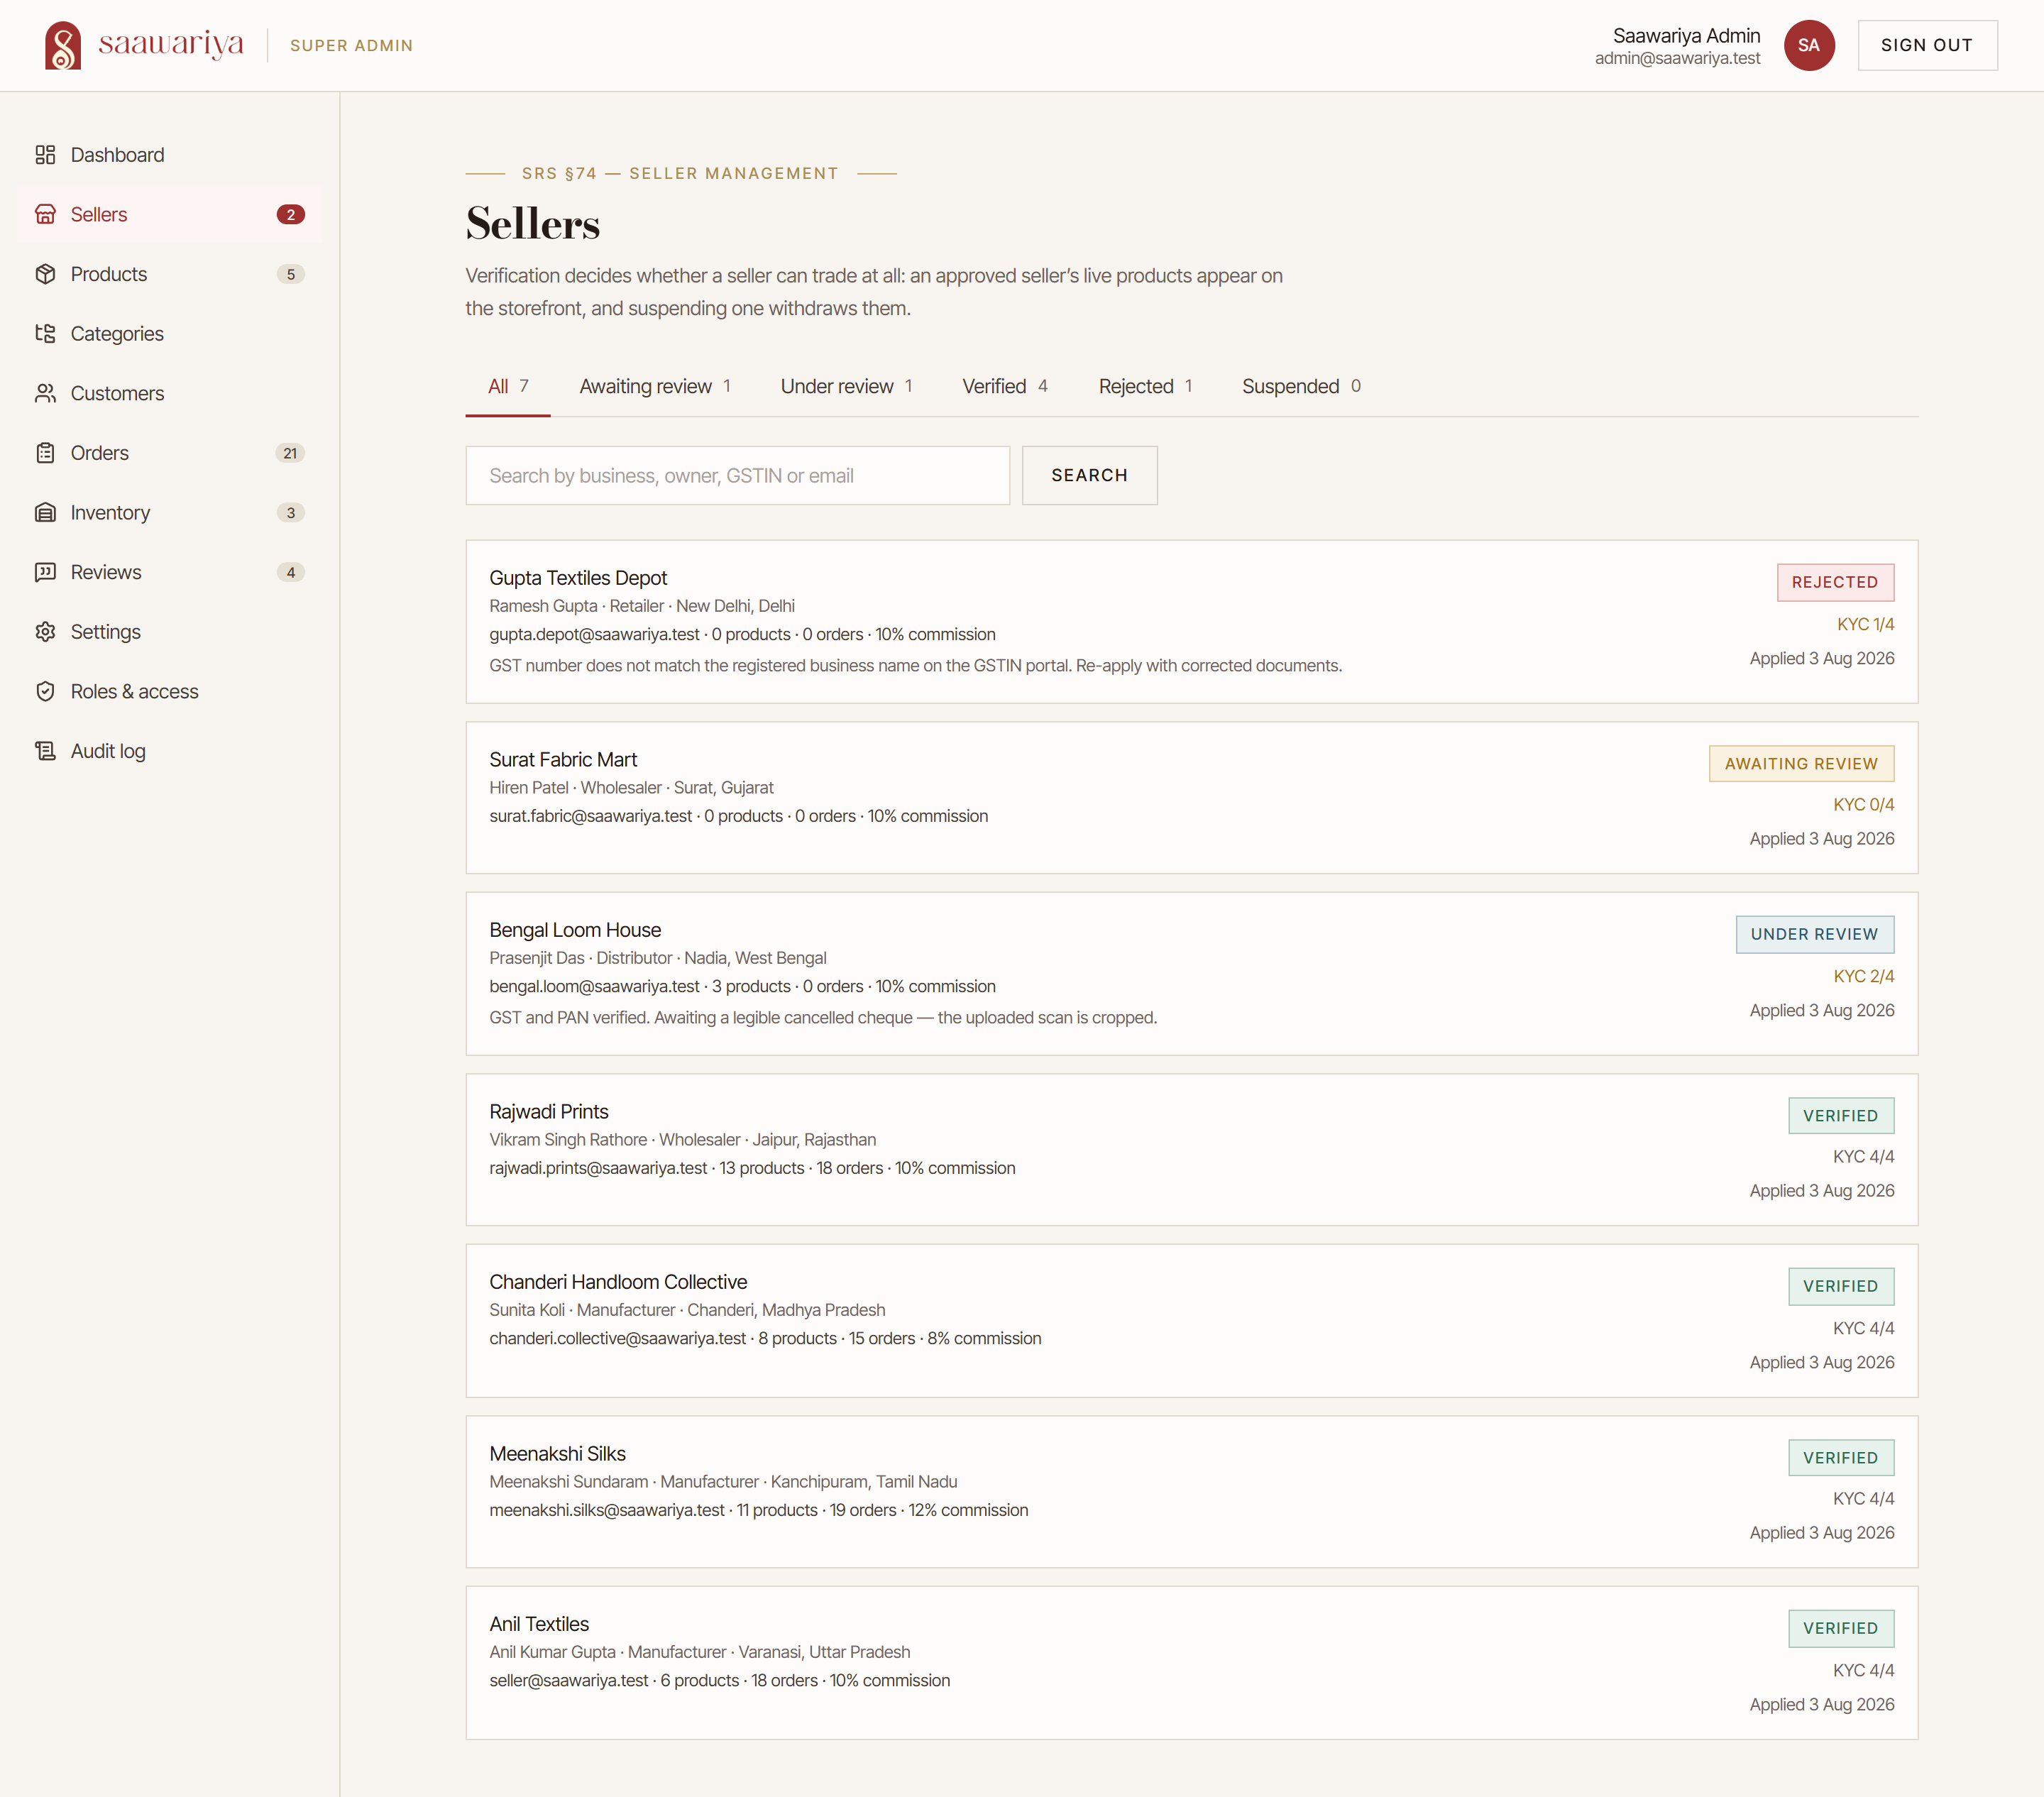 saawariya
SUPER ADMIN
Saawariya Admin
admin@saawariya.test
SA
SIGN OUT
Dashboard
Sellers 2
Products 5
Categories
Customers
Orders 21
Inventory 3
Reviews 4
Settings
Roles & access
Audit log
SRS §74 — SELLER MANAGEMENT
Sellers
Verification decides whether a seller can trade at all: an approved seller’s live products appear on
the storefront, and suspending one withdraws them.
All 7 Awaiting review 1 Under review 1 Verified 4 Rejected 1 Suspended 0
Search by business, owner, GSTIN or email
SEARCH
Gupta Textiles Depot
Ramesh Gupta · Retailer · New Delhi, Delhi
gupta.depot@saawariya.test · 0 products · 0 orders · 10% commission
GST number does not match the registered business name on the GSTIN portal. Re-apply with corrected documents.
REJECTED
KYC 1/4
Applied 3 Aug 2026
Surat Fabric Mart
Hiren Patel · Wholesaler · Surat, Gujarat
surat.fabric@saawariya.test · 0 products · 0 orders · 10% commission
AWAITING REVIEW
KYC 0/4
Applied 3 Aug 2026
Bengal Loom House
Prasenjit Das · Distributor · Nadia, West Bengal
bengal.loom@saawariya.test · 3 products · 0 orders · 10% commission
GST and PAN verified. Awaiting a legible cancelled cheque — the uploaded scan is cropped.
UNDER REVIEW
KYC 2/4
Applied 3 Aug 2026
Rajwadi Prints
Vikram Singh Rathore · Wholesaler · Jaipur, Rajasthan
rajwadi.prints@saawariya.test · 13 products · 18 orders · 10% commission
VERIFIED
KYC 4/4
Applied 3 Aug 2026
Chanderi Handloom Collective
Sunita Koli · Manufacturer · Chanderi, Madhya Pradesh
chanderi.collective@saawariya.test · 8 products · 15 orders · 8% commission
VERIFIED
KYC 4/4
Applied 3 Aug 2026
Meenakshi Silks
Meenakshi Sundaram · Manufacturer · Kanchipuram, Tamil Nadu
meenakshi.silks@saawariya.test · 11 products · 19 orders · 12% commission
VERIFIED
KYC 4/4
Applied 3 Aug 2026
Anil Textiles
Anil Kumar Gupta · Manufacturer · Varanasi, Uttar Pradesh
seller@saawariya.test · 6 products · 18 orders · 10% commission
VERIFIED
KYC 4/4
Applied 3 Aug 2026